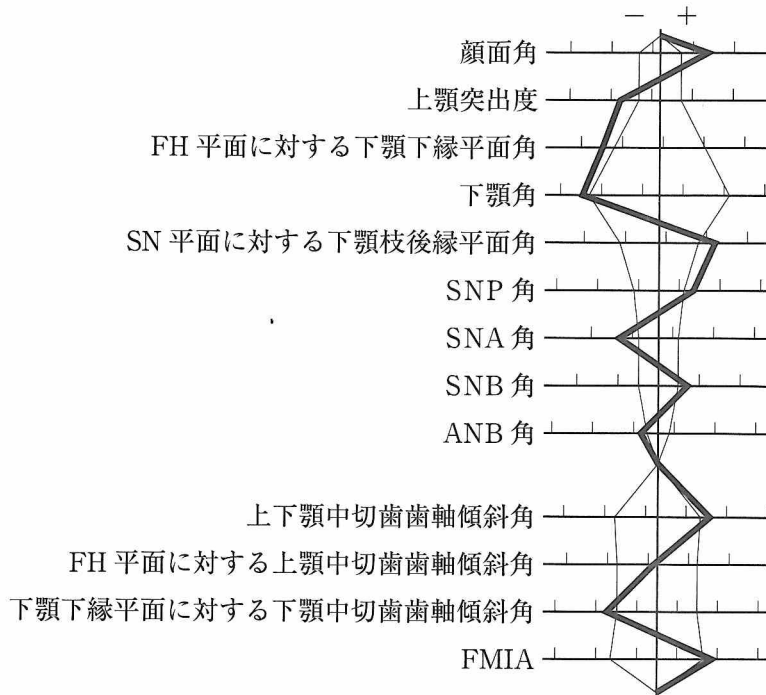 − +
顔面角
上顎突出度
FH 平面に対する下顎下縁平面角
下顎角
SN 平面に対する下顎枝後縁平面角
SNP 角
SNA 角
SNB 角
ANB 角
上下顎中切歯歯軸傾斜角
FH 平面に対する上顎中切歯歯軸傾斜角
下顎下縁平面に対する下顎中切歯歯軸傾斜角
FMIA